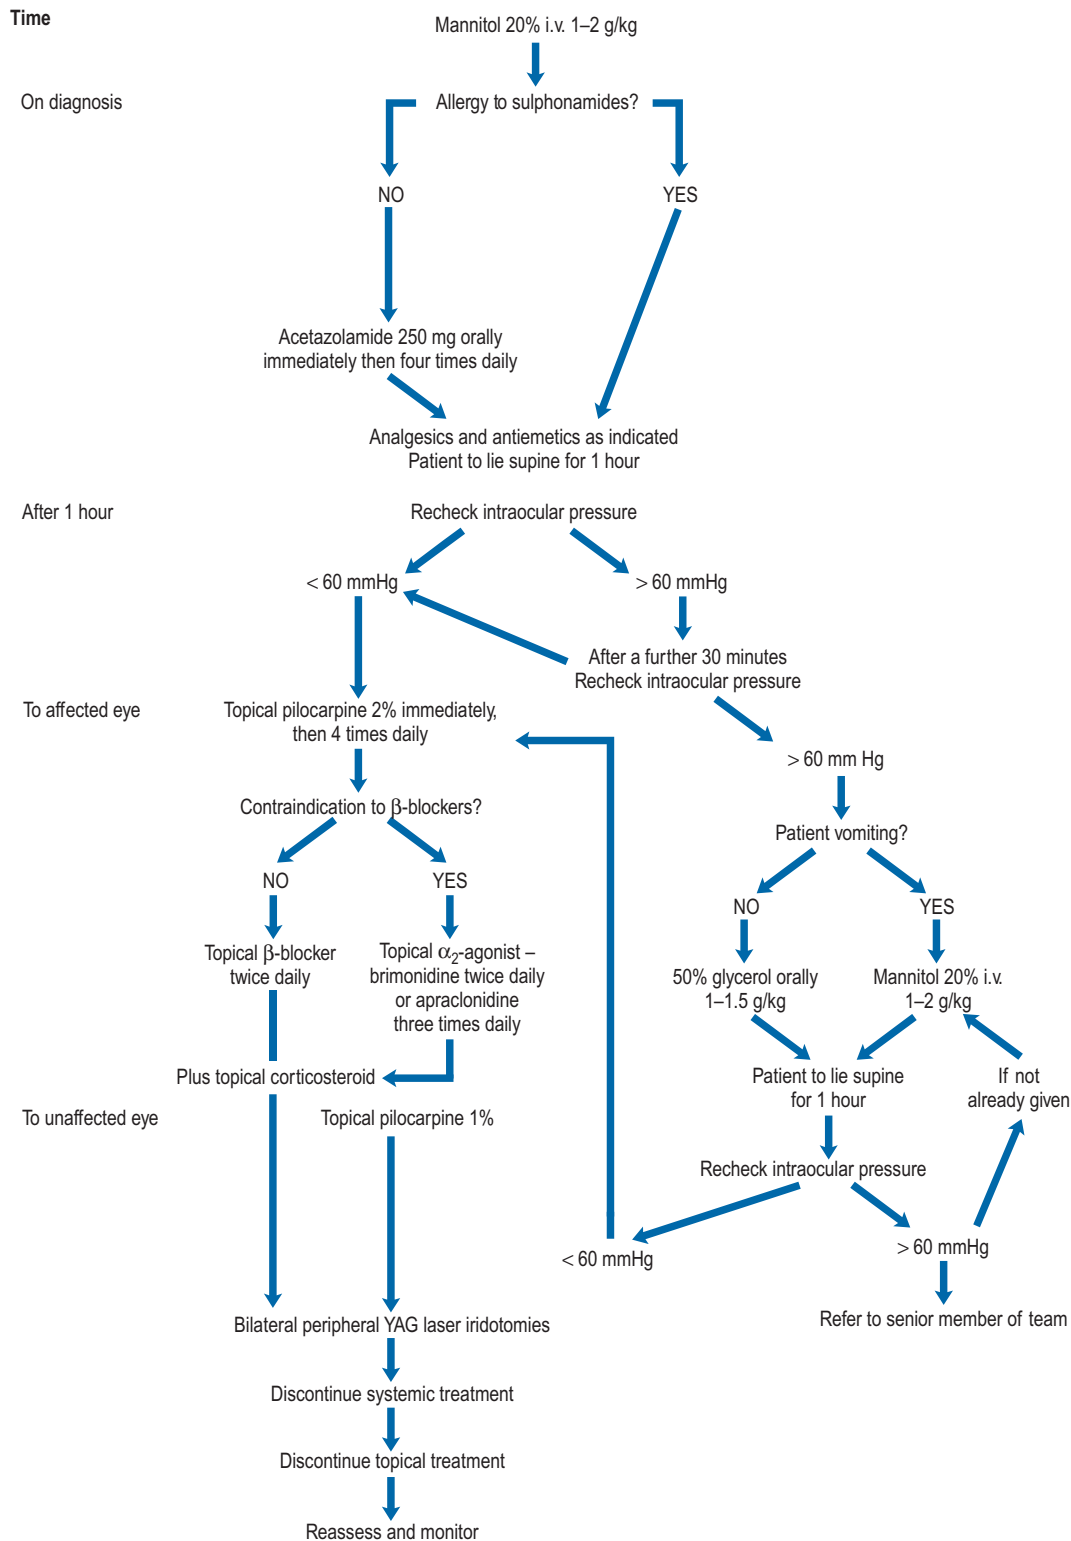 Time
Mannitol 20% i.v. 1–2 g/kg
On diagnosis
Allergy to sulphonamides?
NO
YES
Acetazolamide 250 mg orally
immediately then four times daily
Analgesics and antiemetics as indicated
Patient to lie supine for 1 hour
After 1 hour
Recheck intraocular pressure
< 60 mmHg
> 60 mmHg
After a further 30 minutes
Recheck intraocular pressure
To affected eye
Topical pilocarpine 2% immediately,
then 4 times daily
> 60 mm Hg
Contraindication to β-blockers?
Patient vomiting?
NO
YES
NO
YES
Topical β-blocker
twice daily
Topical α₂-agonist –
brimonidine twice daily
or apraclonidine
three times daily
50% glycerol orally
1–1.5 g/kg
Mannitol 20% i.v.
1–2 g/kg
Plus topical corticosteroid
Patient to lie supine
for 1 hour
If not
already given
To unaffected eye
Topical pilocarpine 1%
Recheck intraocular pressure
< 60 mmHg
> 60 mmHg
Bilateral peripheral YAG laser iridotomies
Refer to senior member of team
Discontinue systemic treatment
Discontinue topical treatment
Reassess and monitor